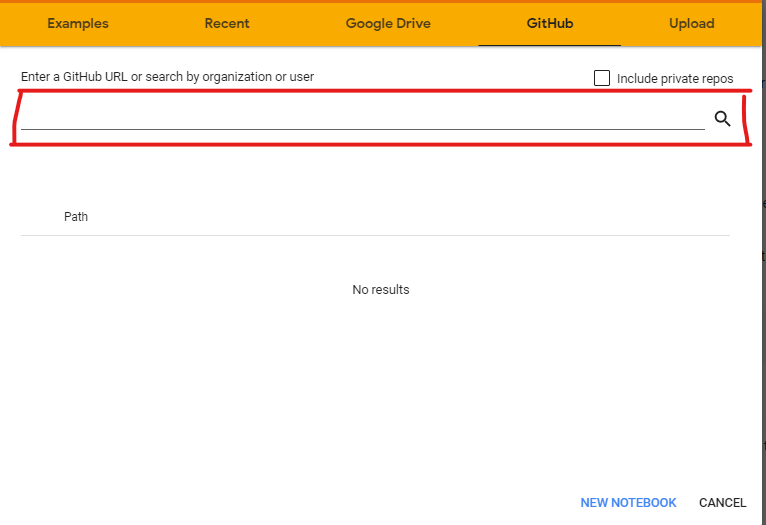 Examples Recent Google Drive GitHub Upload
Enter a GitHub URL or search by organization or user Include private repos
Path
No results
NEW NOTEBOOK CANCEL